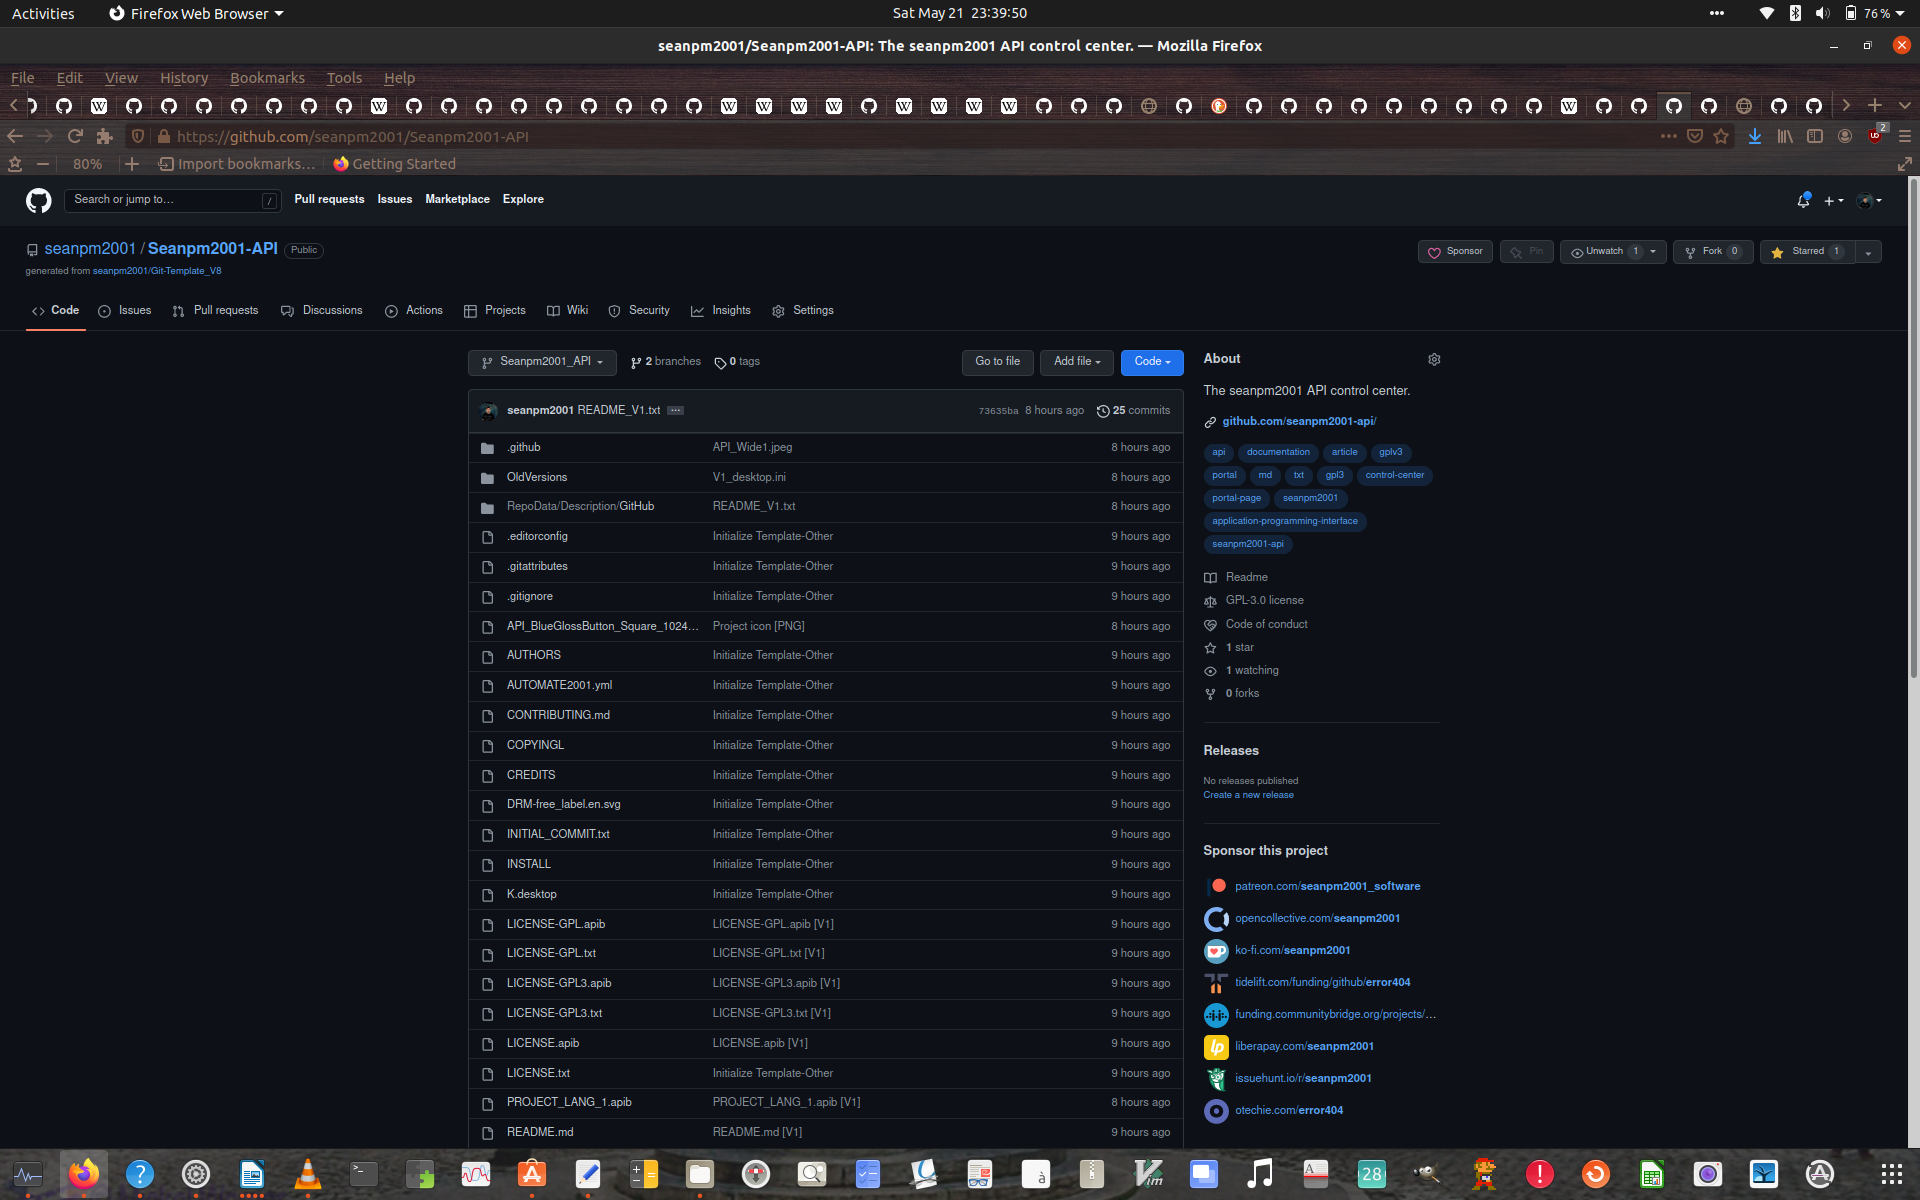 Activities
Firefox Web Browser
Sat May 21 23:39:50
76 %
seanpm2001/Seanpm2001-API: The seanpm2001 API control center. — Mozilla Firefox
File Edit View History Bookmarks Tools Help
https://github.com/seanpm2001/Seanpm2001-API
2
80%
Import bookmarks...
Getting Started
Search or jump to...
/
Pull requests Issues Marketplace Explore
seanpm2001 / Seanpm2001-API Public
generated from seanpm2001/Git-Template_V8
Sponsor
Pin
Unwatch 1
Fork 0
Starred 1
Code Issues Pull requests Discussions Actions Projects Wiki Security Insights Settings
Seanpm2001_API
2 branches
0 tags
Go to file
Add file
Code
seanpm2001 README_V1.txt ...
73635ba 8 hours ago
25 commits
.github API_Wide1.jpeg 8 hours ago
OldVersions V1_desktop.ini 8 hours ago
RepoData/Description/GitHub README_V1.txt 8 hours ago
.editorconfig Initialize Template-Other 9 hours ago
.gitattributes Initialize Template-Other 9 hours ago
.gitignore Initialize Template-Other 9 hours ago
API_BlueGlossButton_Square_1024... Project icon [PNG] 8 hours ago
AUTHORS Initialize Template-Other 9 hours ago
AUTOMATE2001.yml Initialize Template-Other 9 hours ago
CONTRIBUTING.md Initialize Template-Other 9 hours ago
COPYINGL Initialize Template-Other 9 hours ago
CREDITS Initialize Template-Other 9 hours ago
DRM-free_label.en.svg Initialize Template-Other 9 hours ago
INITIAL_COMMIT.txt Initialize Template-Other 9 hours ago
INSTALL Initialize Template-Other 9 hours ago
K.desktop Initialize Template-Other 9 hours ago
LICENSE-GPL.apib LICENSE-GPL.apib [V1] 9 hours ago
LICENSE-GPL.txt LICENSE-GPL.txt [V1] 9 hours ago
LICENSE-GPL3.apib LICENSE-GPL3.apib [V1] 9 hours ago
LICENSE-GPL3.txt LICENSE-GPL3.txt [V1] 9 hours ago
LICENSE.apib LICENSE.apib [V1] 9 hours ago
LICENSE.txt Initialize Template-Other 9 hours ago
PROJECT_LANG_1.apib PROJECT_LANG_1.apib [V1] 8 hours ago
README.md README.md [V1] 9 hours ago
About
The seanpm2001 API control center.
github.com/seanpm2001-api/
api documentation article gplv3
portal md txt gpl3 control-center
portal-page seanpm2001
application-programming-interface
seanpm2001-api
Readme
GPL-3.0 license
Code of conduct
1 star
1 watching
0 forks
Releases
No releases published
Create a new release
Sponsor this project
patreon.com/seanpm2001_software
opencollective.com/seanpm2001
ko-fi.com/seanpm2001
tidelift.com/funding/github/error404
funding.communitybridge.org/projects/...
liberapay.com/seanpm2001
issuehunt.io/r/seanpm2001
otechie.com/error404
28